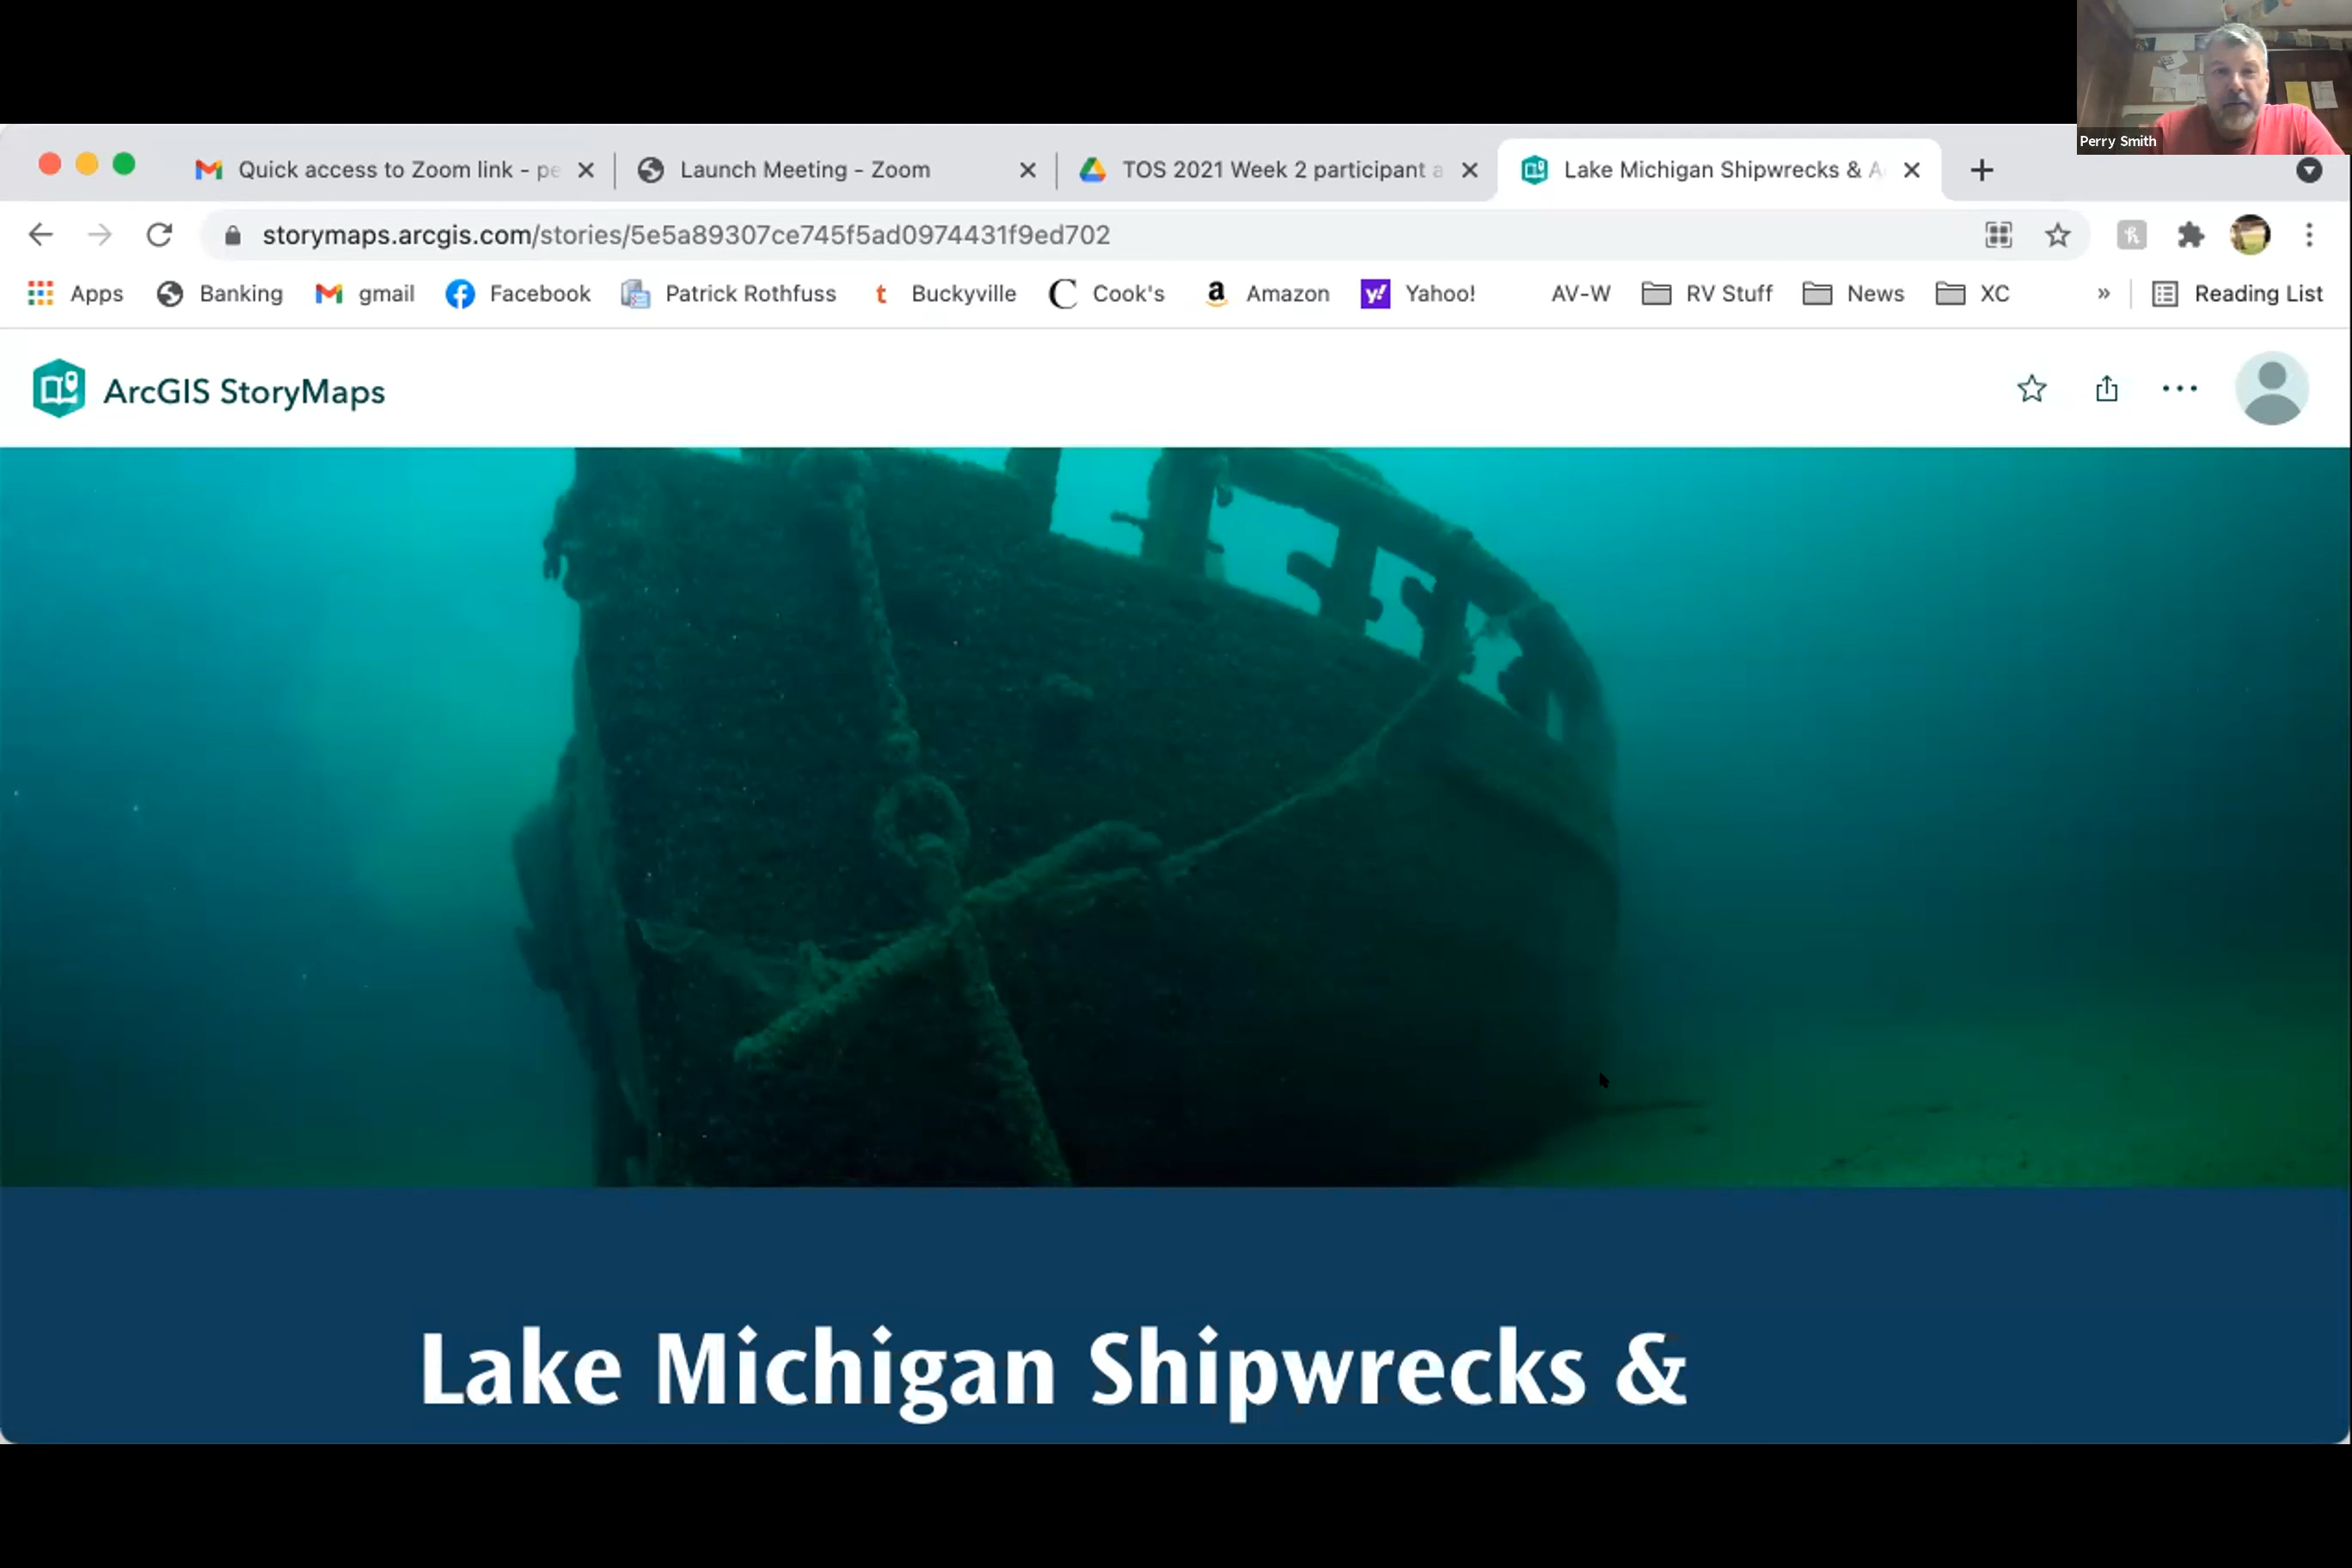 Perry Smith
Quick access to Zoom link - pe
Launch Meeting - Zoom
TOS 2021 Week 2 participant a
Lake Michigan Shipwrecks & A
storymaps.arcgis.com/stories/5e5a89307ce745f5ad0974431f9ed702
Apps Banking gmail Facebook Patrick Rothfuss Buckyville Cook's Amazon Yahoo! AV-W RV Stuff News XC » Reading List
ArcGIS StoryMaps
Lake Michigan Shipwrecks &